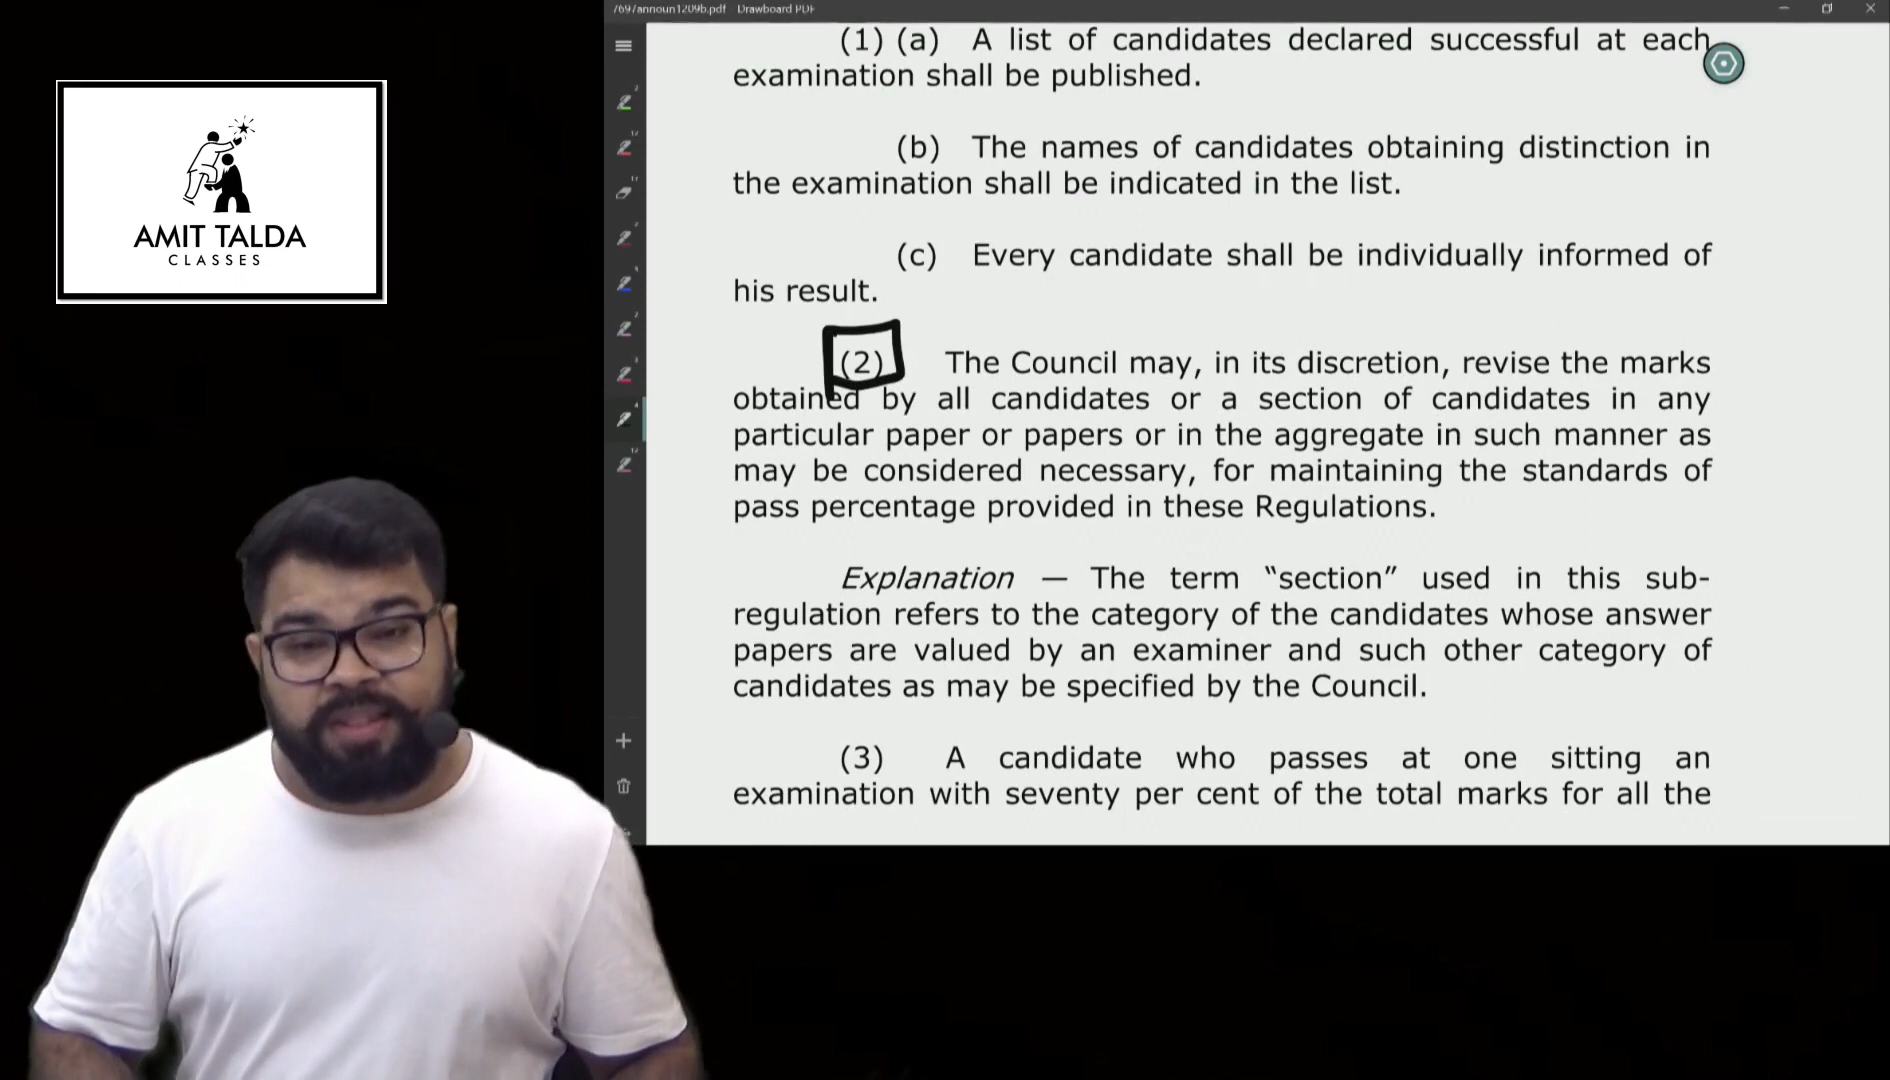 /697announ1209b.pdf - Drawboard PDF
(1) (a) A list of candidates declared successful at each
examination shall be published.
(b) The names of candidates obtaining distinction in
the examination shall be indicated in the list.
(c) Every candidate shall be individually informed of
his result.
(2) The Council may, in its discretion, revise the marks
obtained by all candidates or a section of candidates in any
particular paper or papers or in the aggregate in such manner as
may be considered necessary, for maintaining the standards of
pass percentage provided in these Regulations.
Explanation — The term “section” used in this sub-
regulation refers to the category of the candidates whose answer
papers are valued by an examiner and such other category of
candidates as may be specified by the Council.
(3) A candidate who passes at one sitting an
examination with seventy per cent of the total marks for all the
AMIT TALDA
CLASSES